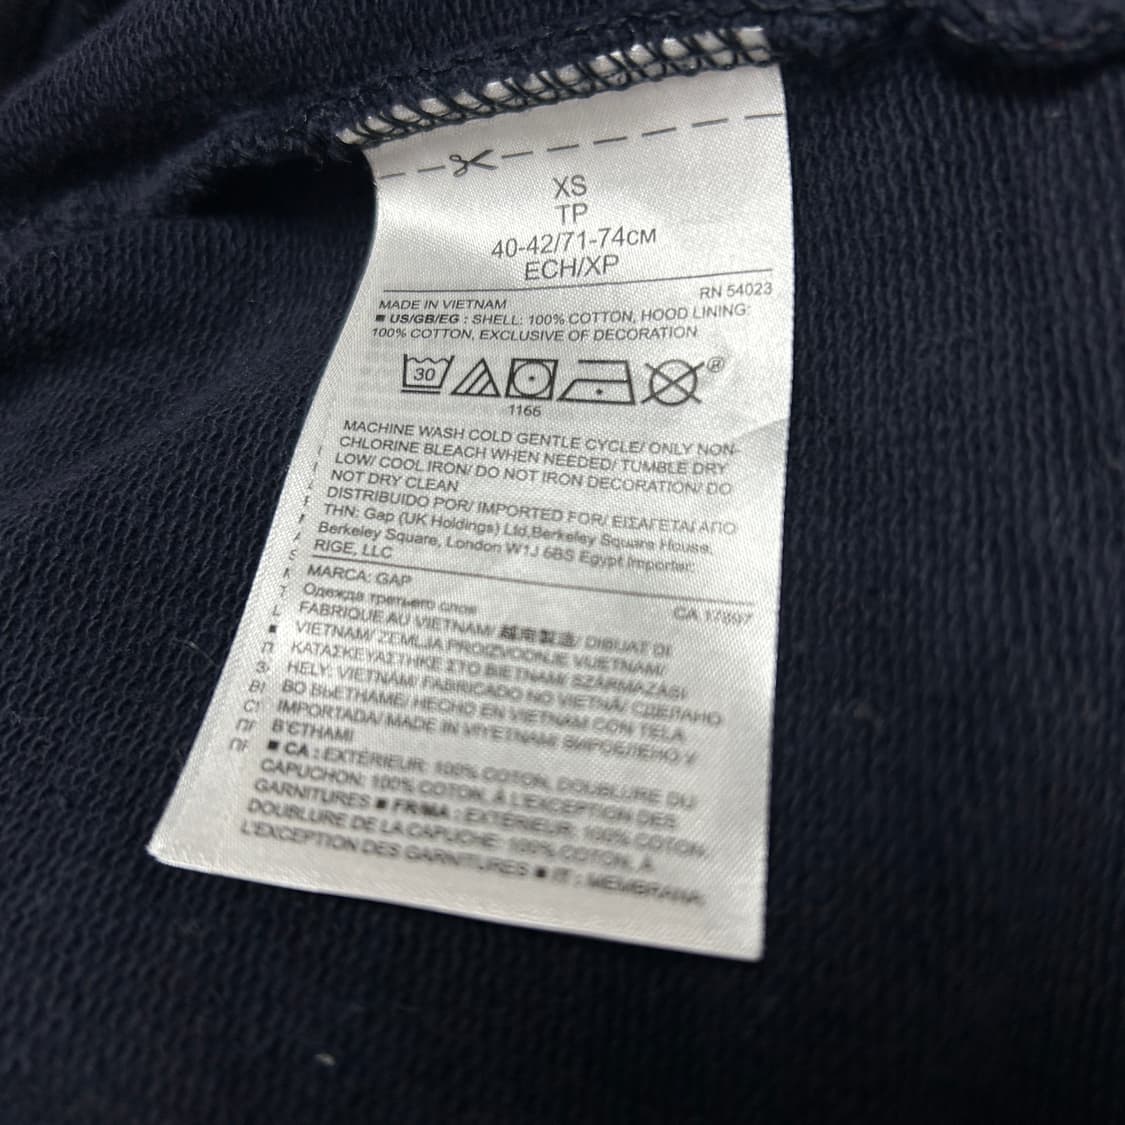 XS
TP
40-42/71-74CM
ECH/XP
RN 54023
MADE IN VIETNAM
■ US/GB/EG : SHELL: 100% COTTON, HOOD LINING:
100% COTTON, EXCLUSIVE OF DECORATION
30
®
1166
MACHINE WASH COLD GENTLE CYCLE/ ONLY NON-
CHLORINE BLEACH WHEN NEEDED/ TUMBLE DRY
LOW/ COOL IRON/ DO NOT IRON DECORATION/ DO
NOT DRY CLEAN
DISTRIBUIDO POR/ IMPORTED FOR/ ΕΙΣΑΓΕΤΑΙ ΑΠΟ
ΤΗΝ: Gap (UK Holdings) Ltd,Berkeley Square House,
Berkeley Square, London W1J 6BS Egypt Importer:
RIGE, LLC
MARCA: GAP
CA 17897
Одежда третьего слоя
FABRIQUE AU VIETNAM/ 越南製造/ DIBUAT DI
VIETNAM/ ZEMLJA PROIZVODNJE VIJETNAM/
ΚΑΤΑΣΚΕΥΑΣΤΗΚΕ ΣΤΟ ΒΙΕΤΝΑΜ/ SZÁRMAZÁSI
HELY: VIETNAM/ FABRICADO NO VIETNÃ/ СДЕЛАНО
ВО ВЬЕТНАМЕ/ HECHO EN VIETNAM CON TELA
IMPORTADA/ MADE IN VIETNAM/ ВИРОБЛЕНО У
В'ЄТНАМІ
■ CA : EXTÉRIEUR: 100% COTON, DOUBLURE DU
CAPUCHON: 100% COTON, À L'EXCEPTION DES
GARNITURES ■ FR/MA : EXTÉRIEUR: 100% COTON,
DOUBLURE DE LA CAPUCHE: 100% COTON, À
L'EXCEPTION DES GARNITURES ■ IT : MEMBRANA: